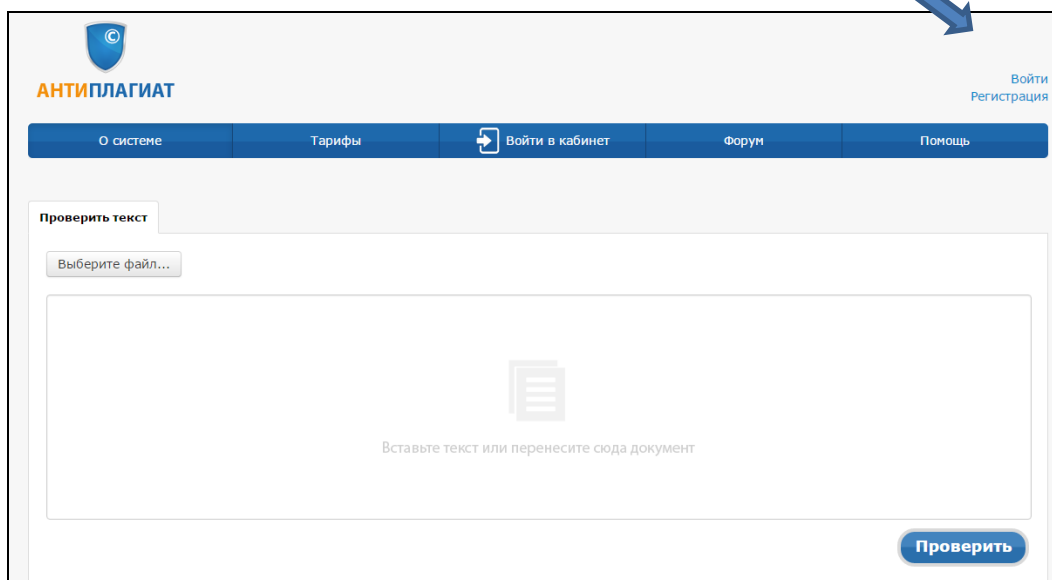 ©
АНТИПЛАГИАТ
Войти
Регистрация
О системе Тарифы Войти в кабинет Форум Помощь
Проверить текст
Выберите файл...
Вставьте текст или перенесите сюда документ
Проверить